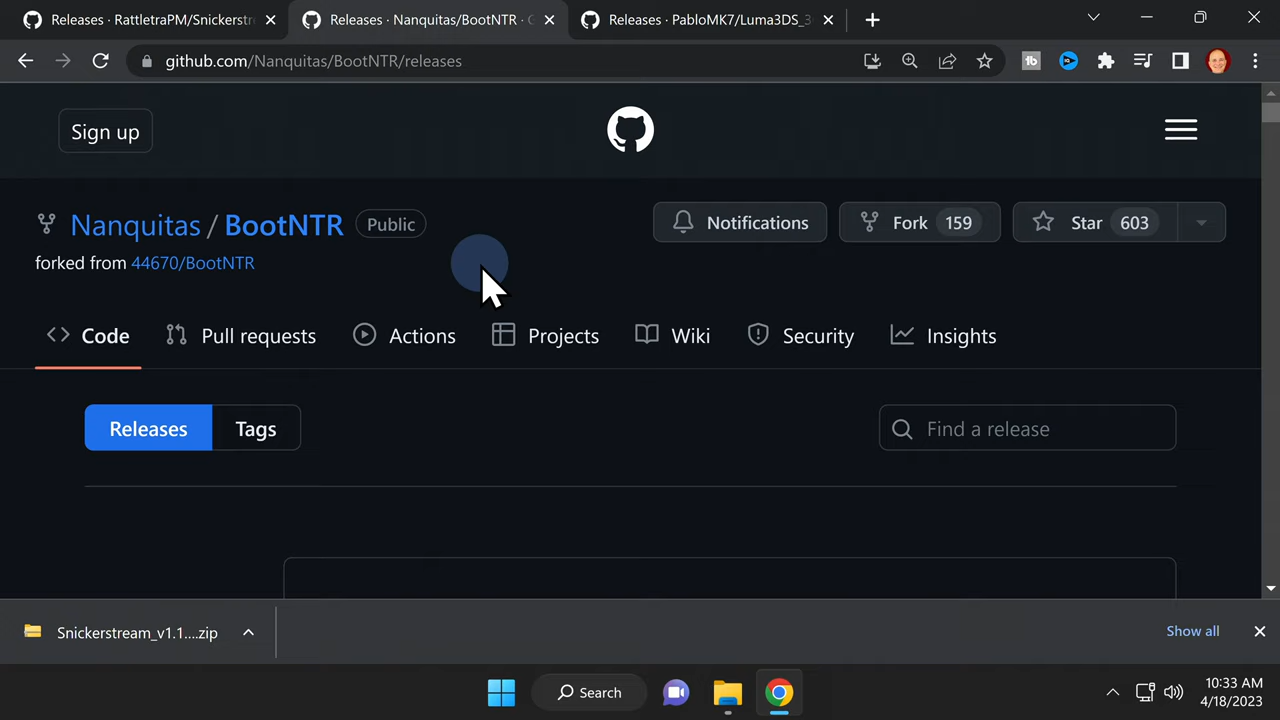 Releases · RattletraPM/Snickerstr
Releases · Nanquitas/BootNTR · G
Releases · PabloMK7/Luma3DS_3
github.com/Nanquitas/BootNTR/releases
Sign up
Nanquitas / BootNTR Public
Notifications
Fork 159
Star 603
forked from 44670/BootNTR
Code
Pull requests
Actions
Projects
Wiki
Security
Insights
Releases
Tags
Find a release
Snickerstream_v1.1....zip
Show all
Search
10:33 AM
4/18/2023